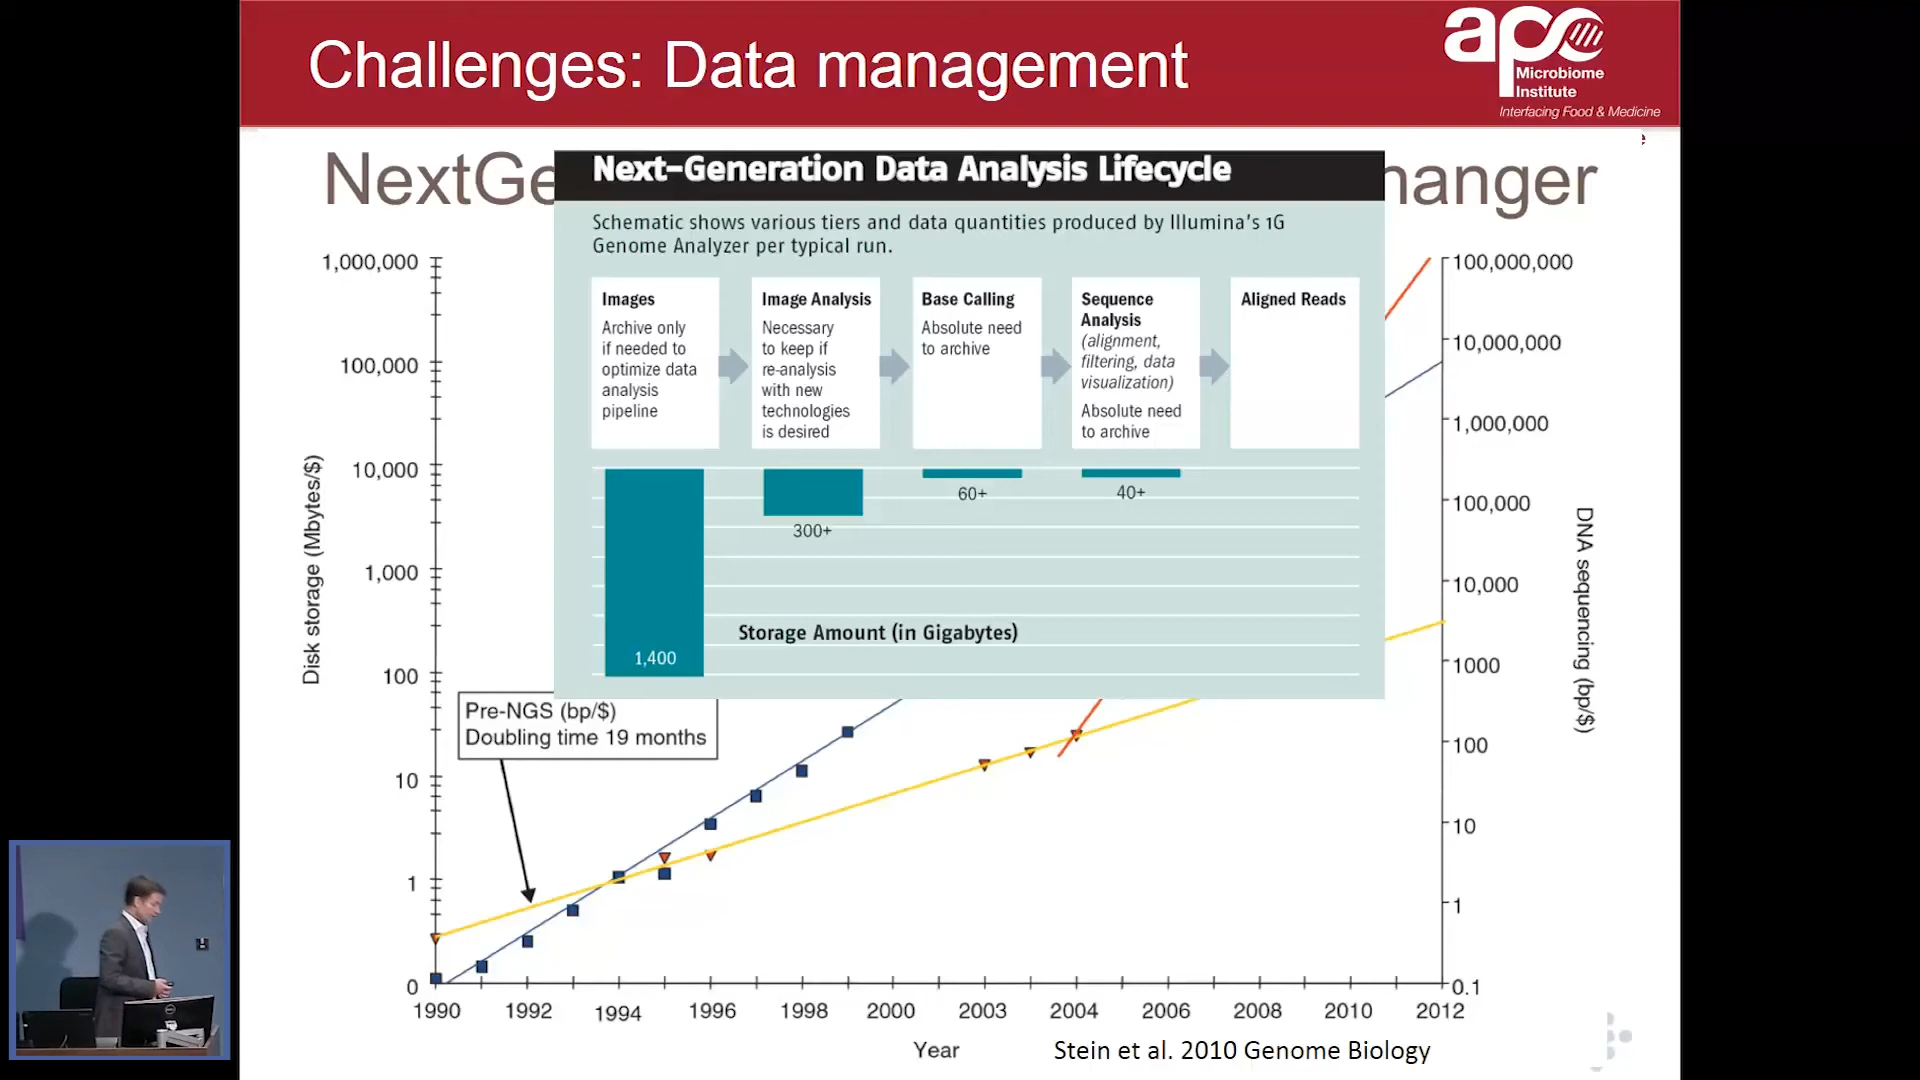 Challenges: Data management
apc
Microbiome
Institute
Interfacing Food & Medicine
NextGe
hanger
Next-Generation Data Analysis Lifecycle
Schematic shows various tiers and data quantities produced by Illumina's 1G
Genome Analyzer per typical run.
Images
Archive only
if needed to
optimize data
analysis
pipeline
Image Analysis
Necessary
to keep if
re-analysis
with new
technologies
is desired
Base Calling
Absolute need
to archive
Sequence
Analysis
(alignment,
filtering, data
visualization)
Absolute need
to archive
Aligned Reads
1,400
300+
60+
40+
Storage Amount (in Gigabytes)
Disk storage (Mbytes/$)
1,000,000
100,000
10,000
1,000
100
10
1
0
Pre-NGS (bp/$)
Doubling time 19 months
100,000,000
10,000,000
1,000,000
100,000
10,000
1000
100
10
1
0.1
DNA sequencing (bp/$)
1990 1992 1994 1996 1998 2000 2003 2004 2006 2008 2010 2012
Year
Stein et al. 2010 Genome Biology